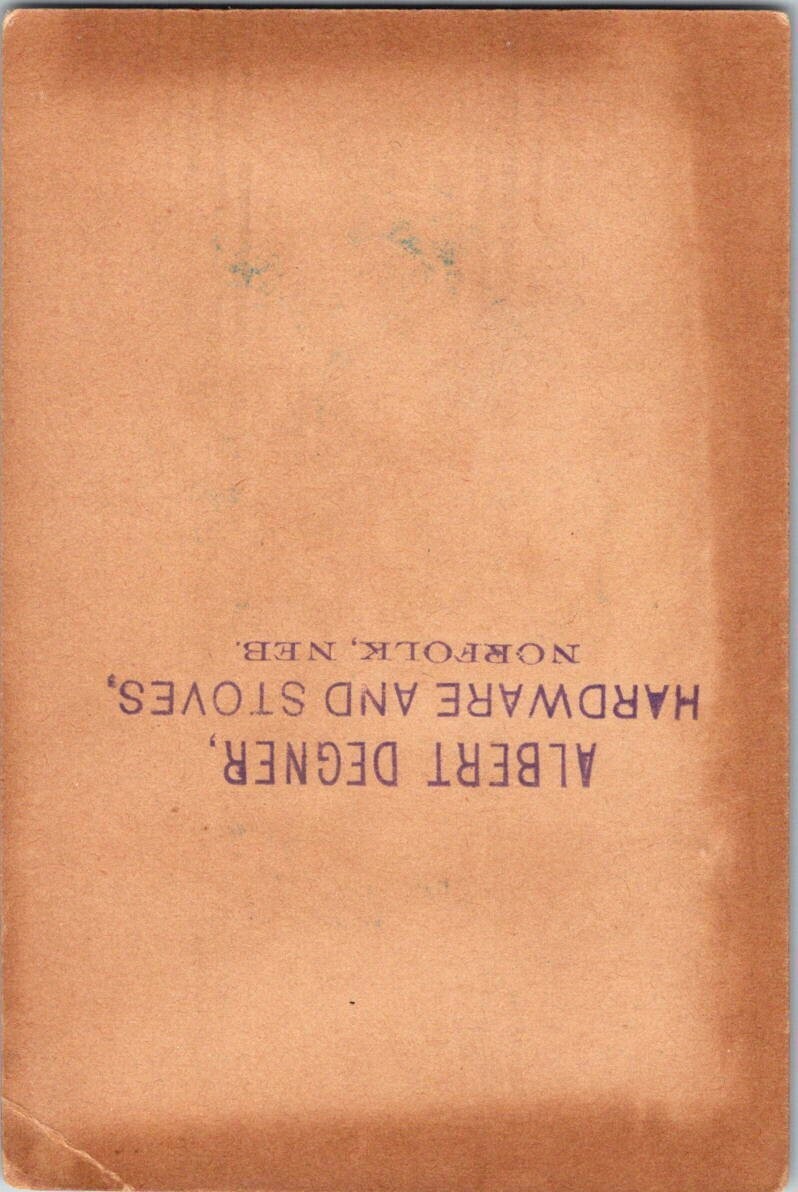 ALBERT DEGNER,
HARDWARE AND STOVES,
NORFOLK, NEB.